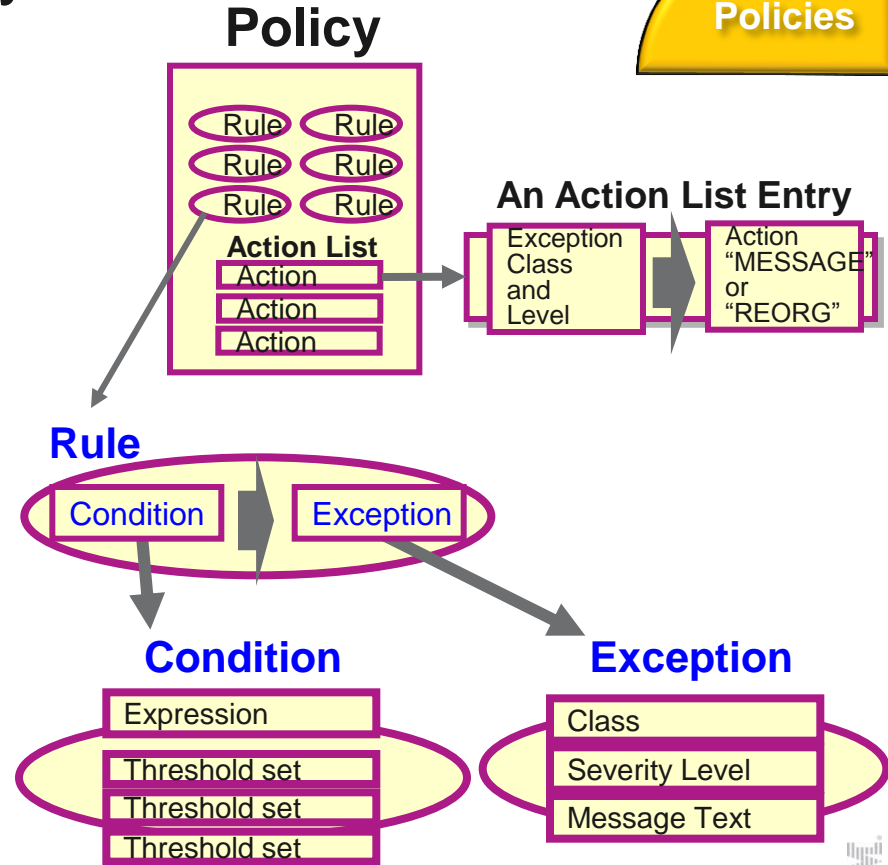 Policies
Policy
Rule Rule
Rule Rule
Rule Rule
Action List
Action
Action
Action
An Action List Entry
Exception
Class
and
Level
Action
“MESSAGE”
or
“REORG”
Rule
Condition
Exception
Condition
Expression
Threshold set
Threshold set
Threshold set
Exception
Class
Severity Level
Message Text